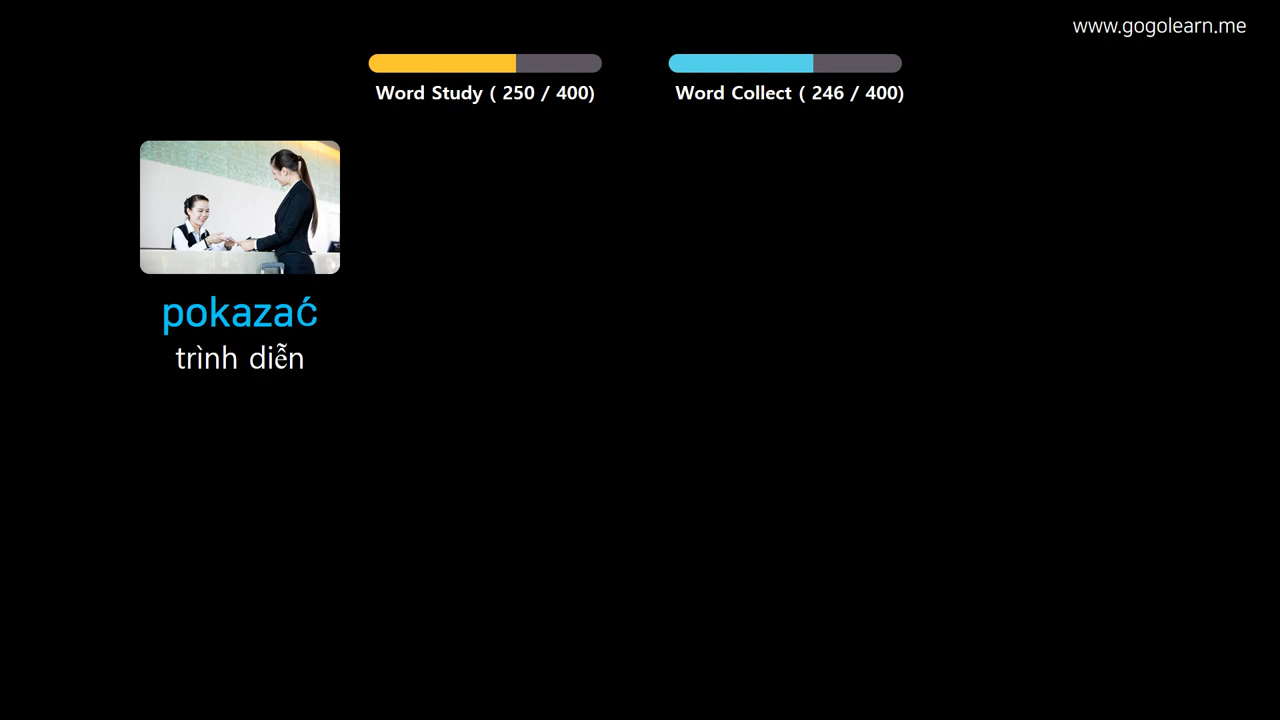 www.gogolearn.me
Word Study ( 250 / 400)
Word Collect ( 246 / 400)
pokazać
trình diễn